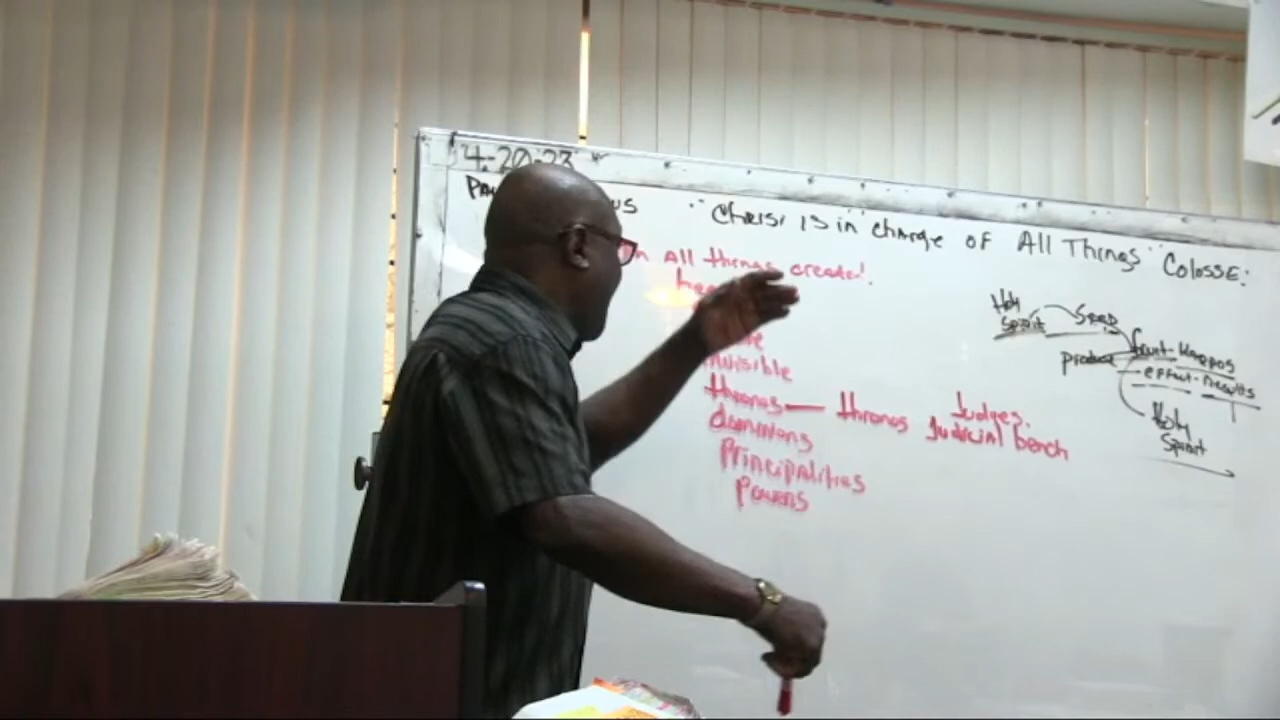 4-20-23
"Christ is in charge of All Things" Colosse:
All things created.
invisible
thrones — thronos Judges.
Judicial bench
dominions
Principalities
Powers
Holy
Spirit
Seed
produce fruit - Karpos
effect - Results
Holy
Spirit